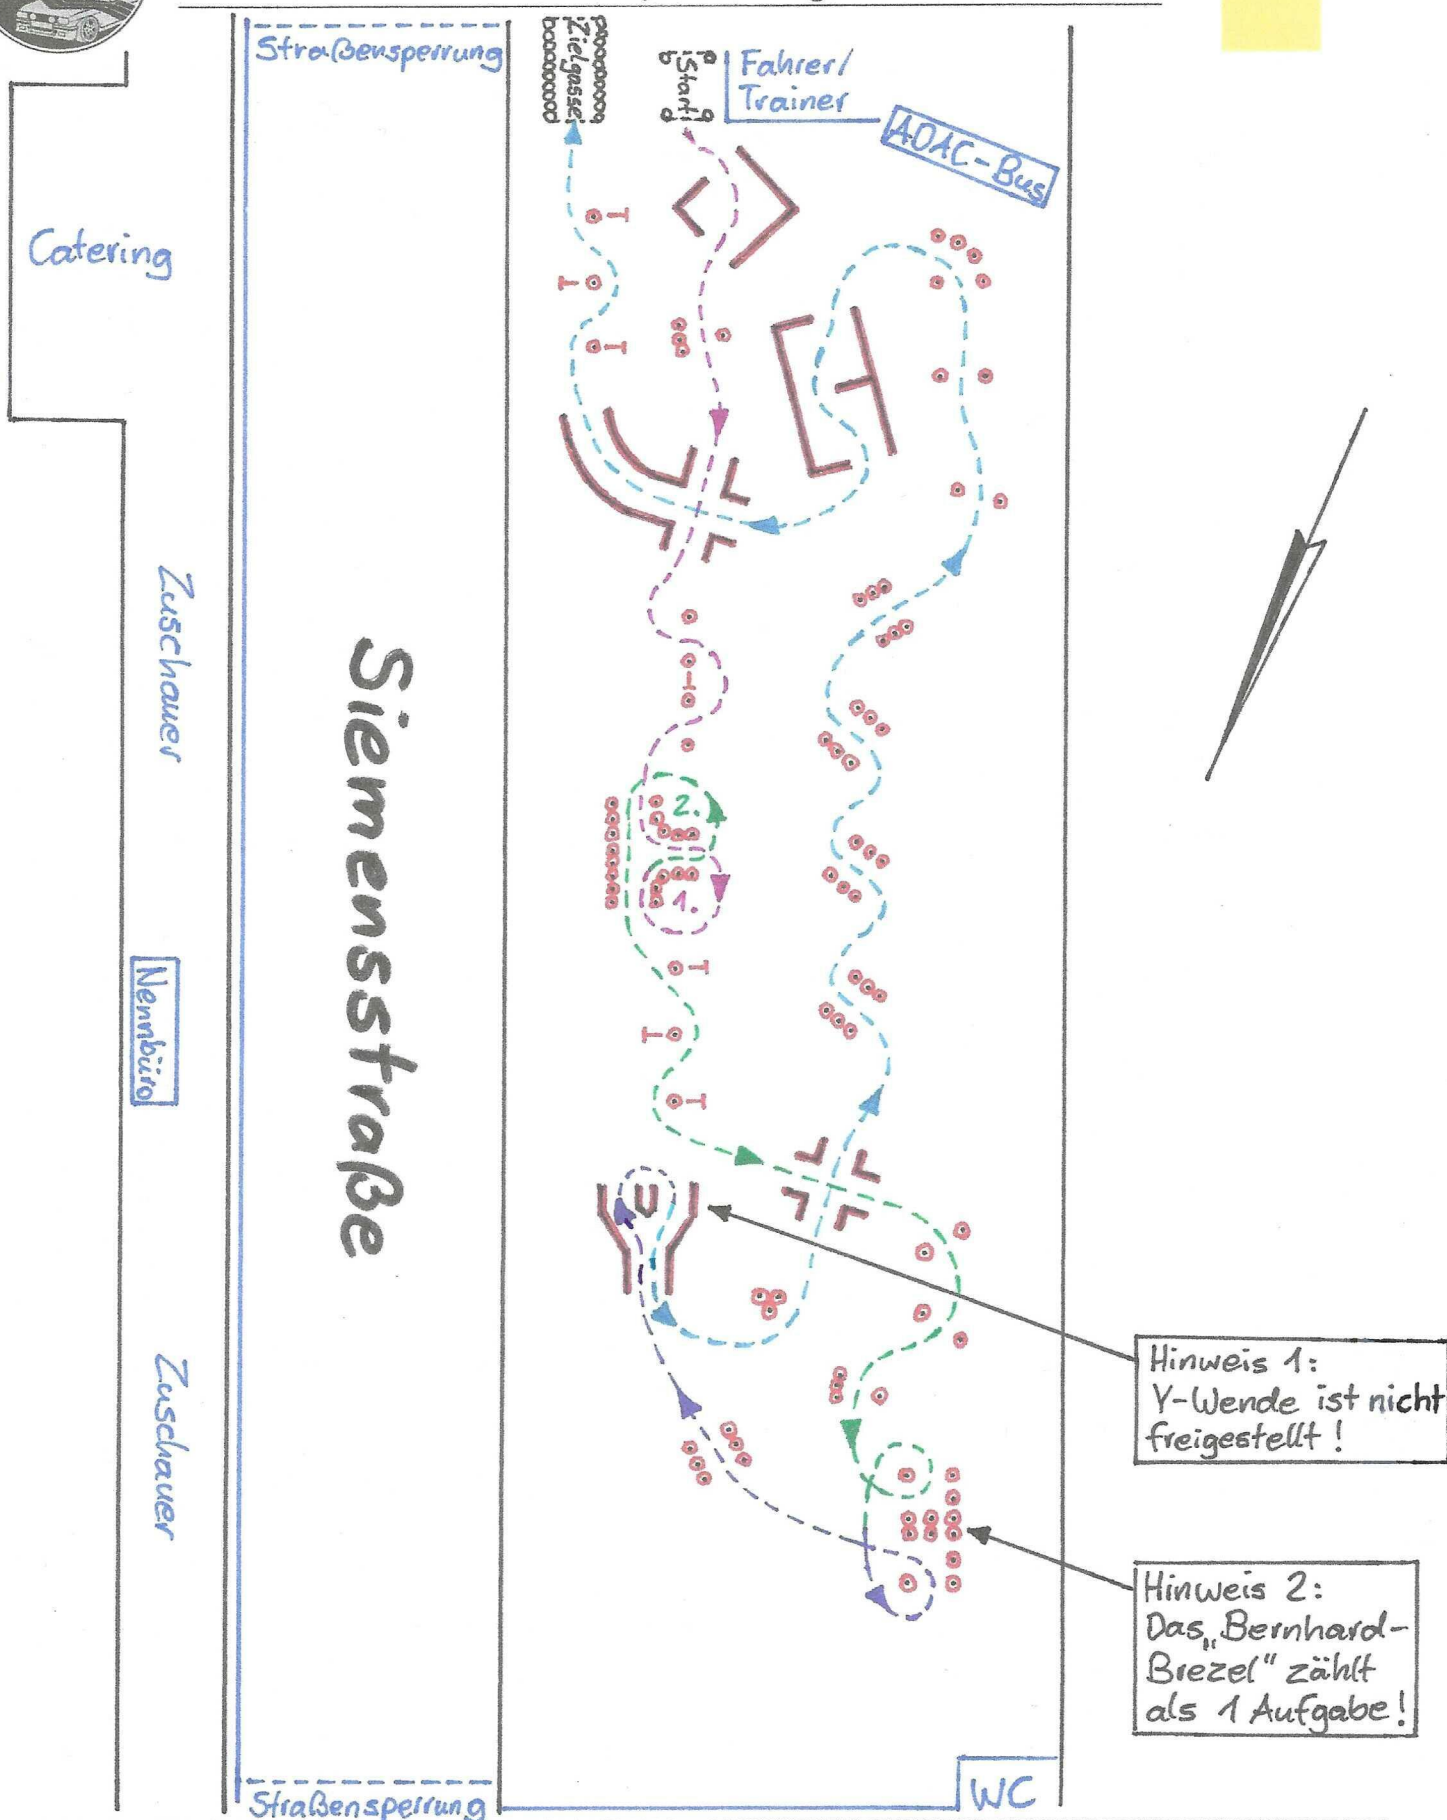 Straßensperrung
Zielgasse
Start
Fahrer/
Trainer
ADAC-Bus
Catering
Zuschauer
Siemensstraße
2.
1.
Nennbüro
Zuschauer
Hinweis 1:
Y-Wende ist nicht
freigestellt!
Hinweis 2:
Das „Bernhard-
Brezel“ zählt
als 1 Aufgabe!
WC
Straßensperrung